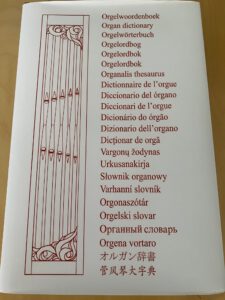 Orgelwoordenboek
Organ dictionary
Orgelwörterbuch
Orgelordbog
Orgelordbok
Orgelordbok
Organalis thesaurus
Dictionnaire de l'orgue
Diccionario del órgano
Diccionari de l'orgue
Dicionário do órgão
Dizionario dell'organo
Dicţionar de orgă
Vargonų žodynas
Urkusanakirja
Słownik organowy
Varhanní slovník
Orgonaszótár
Orgelski slovar
Органный словарь
Orgena vortaro
オルガン辞書
管风琴大字典